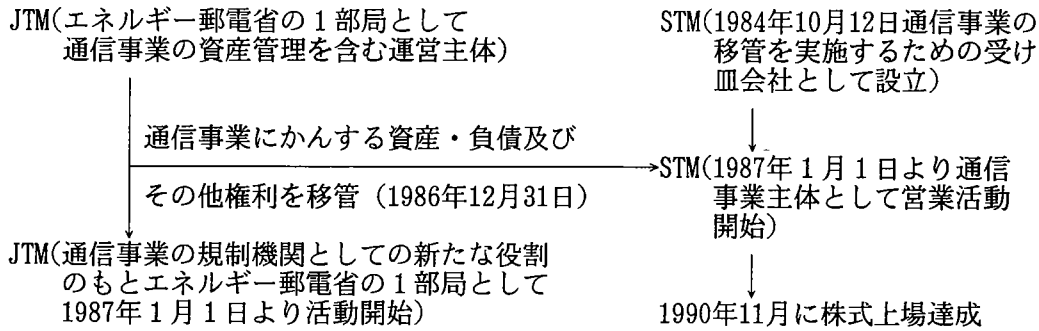 JTM(エネルギー郵電省の1部局として
通信事業の資産管理を含む運営主体)
STM(1984年10月12日通信事業の
移管を実施するための受け
皿会社として設立)
通信事業にかんする資産・負債及び
その他権利を移管(1986年12月31日)
STM(1987年1月1日より通信
事業主体として営業活動
開始)
JTM(通信事業の規制機関としての新たな役割
のもとエネルギー郵電省の1部局として
1987年1月1日より活動開始)
1990年11月に株式上場達成